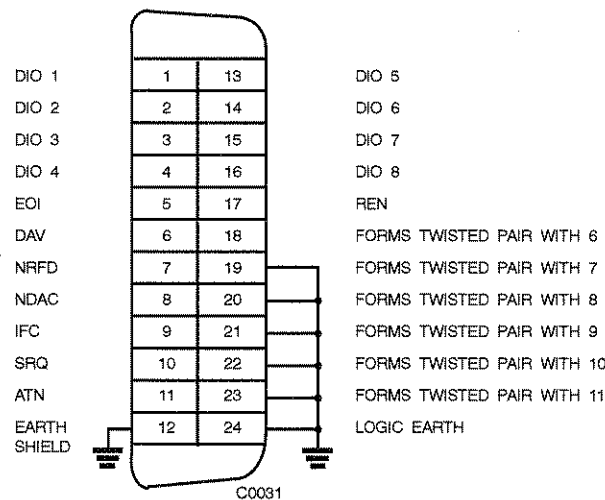 DIO 1 1 13 DIO 5
DIO 2 2 14 DIO 6
DIO 3 3 15 DIO 7
DIO 4 4 16 DIO 8
EOI 5 17 REN
DAV 6 18 FORMS TWISTED PAIR WITH 6
NRFD 7 19 FORMS TWISTED PAIR WITH 7
NDAC 8 20 FORMS TWISTED PAIR WITH 8
IFC 9 21 FORMS TWISTED PAIR WITH 9
SRQ 10 22 FORMS TWISTED PAIR WITH 10
ATN 11 23 FORMS TWISTED PAIR WITH 11
EARTH 12 24 LOGIC EARTH
SHIELD
C0031